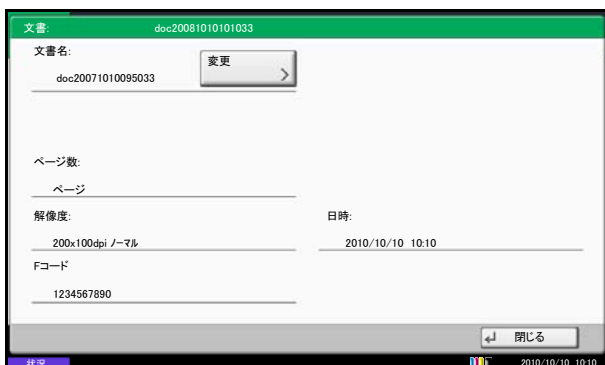 文書: doc20081010101033
文書名:
doc20071010095033
変更
ページ数:
ページ
解像度:
200x100dpi ノーマル
日時:
2010/10/10 10:10
Fコード
1234567890
閉じる
状況
2010/10/10 10:10